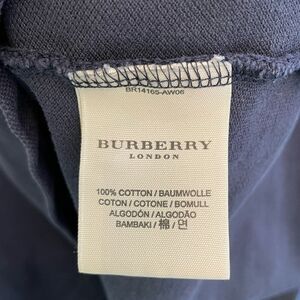 BR14165-AW06
BURBERRY
LONDON
100% COTTON / BAUMWOLLE
COTON / COTONE / BOMULL
ALGODÓN / ALGODÃO
BAMBAKI / 棉 / 면